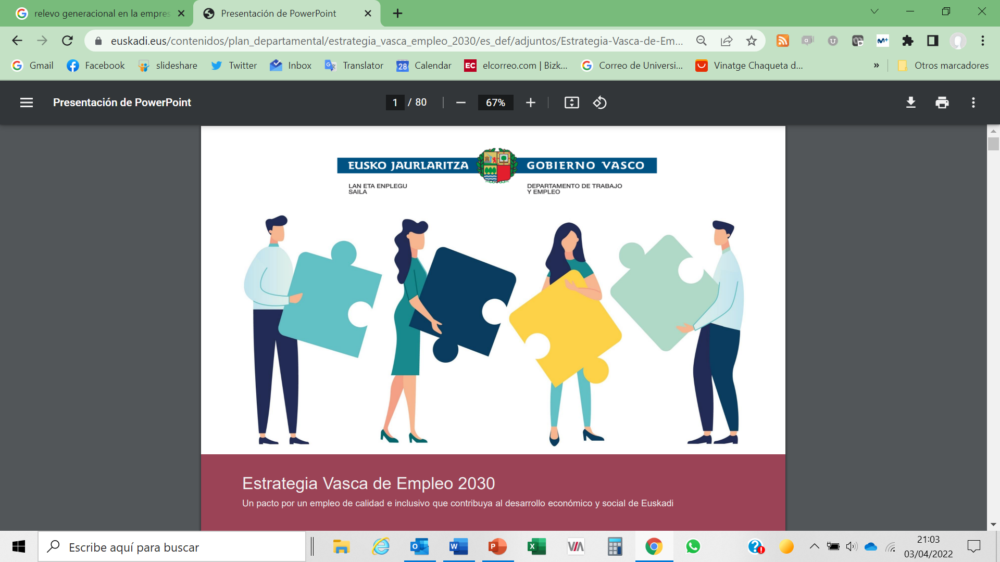 relevo generacional en la empres
Presentación de PowerPoint
euskadi.eus/contenidos/plan_departamental/estrategia_vasca_empleo_2030/es_def/adjuntos/Estrategia-Vasca-de-Em...
Gmail
Facebook
slideshare
Twitter
Inbox
Translator
28
Calendar
EC
elcorreo.com | Bizk...
Correo de Universi...
Vinatge Chaqueta d...
»
Otros marcadores
Presentación de PowerPoint
1 / 80
67%
EUSKO JAURLARITZA
GOBIERNO VASCO
LAN ETA ENPLEGU
SAILA
DEPARTAMENTO DE TRABAJO
Y EMPLEO
Estrategia Vasca de Empleo 2030
Un pacto por un empleo de calidad e inclusivo que contribuya al desarrollo económico y social de Euskadi
Escribe aquí para buscar
21:03
03/04/2022